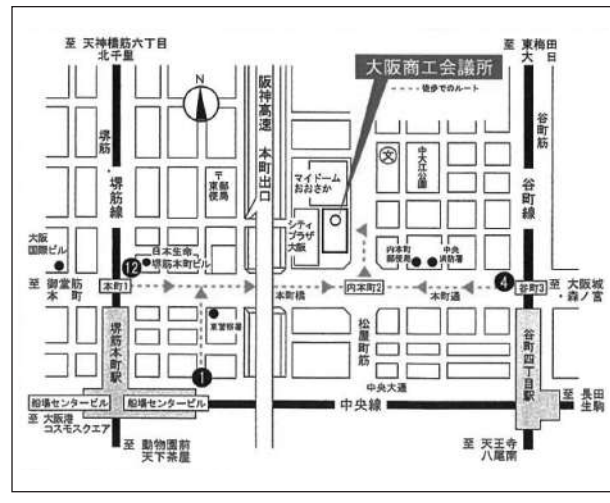 至 天神橋筋六丁目
北千里
至 東梅田
大日
大阪商工会議所
徒歩でのルート
N
阪神高速 本町出口
堺筋
堺筋線
谷町筋
谷町線
〒
東郵便局
マイドーム
おおさか
文
中大江公園
シティ
プラザ
大阪
大阪
国際ビル
12
日本生命
堺筋本町ビル
内本町
郵便局
中央
消防署
4
至 御堂筋
本町
本町1
本町橋
内本町2
本町通
谷町3
至 大阪城
森ノ宮
東警察署
堺筋本町駅
松屋町筋
谷町四丁目駅
1
中央大通
船場センタービル
船場センタービル
中央線
至 長田
生駒
至 大阪港
コスモスクエア
至 動物園前
天下茶屋
至 天王寺
八尾南